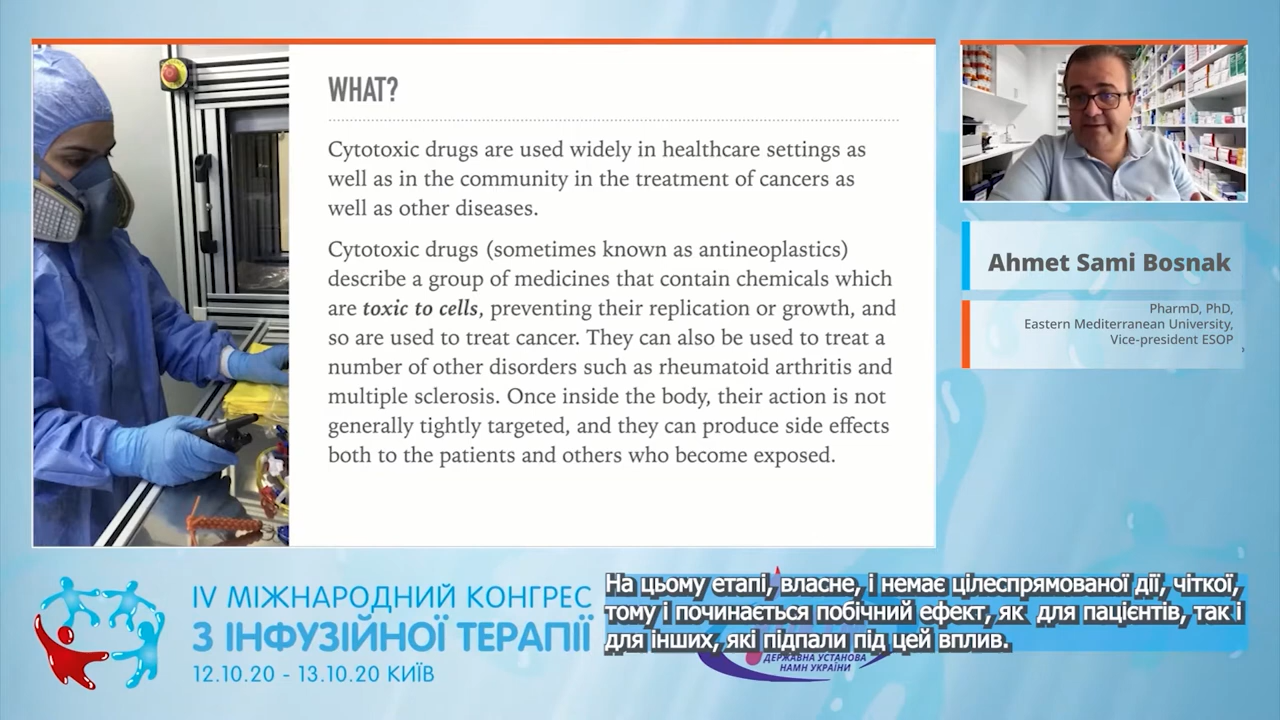 WHAT?
Cytotoxic drugs are used widely in healthcare settings as
well as in the community in the treatment of cancers as
well as other diseases.
Cytotoxic drugs (sometimes known as antineoplastics)
describe a group of medicines that contain chemicals which
are toxic to cells, preventing their replication or growth, and
so are used to treat cancer. They can also be used to treat a
number of other disorders such as rheumatoid arthritis and
multiple sclerosis. Once inside the body, their action is not
generally tightly targeted, and they can produce side effects
both to the patients and others who become exposed.
Ahmet Sami Bosnak
PharmD, PhD,
Eastern Mediterranean University,
Vice-president ESOP
IV МІЖНАРОДНИЙ КОНГРЕС
З ІНФУЗІЙНОЇ ТЕРАПІЇ
12.10.20 - 13.10.20 КИЇВ
На цьому етапі, власне, і немає цілеспрямованої дії, чіткої,
тому і починається побічний ефект, як для пацієнтів, так і
для інших, які підпали під цей вплив.
ДЕРЖАВНА УСТАНОВА
НАМН УКРАЇНИ